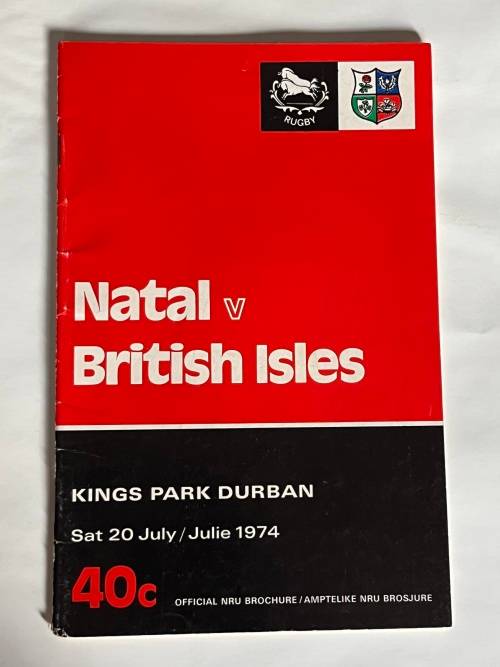 RUGBY
Natal v
British Isles
KINGS PARK DURBAN
Sat 20 July/Julie 1974
40c OFFICIAL NRU BROCHURE/AMPTELIKE NRU BROSJURE